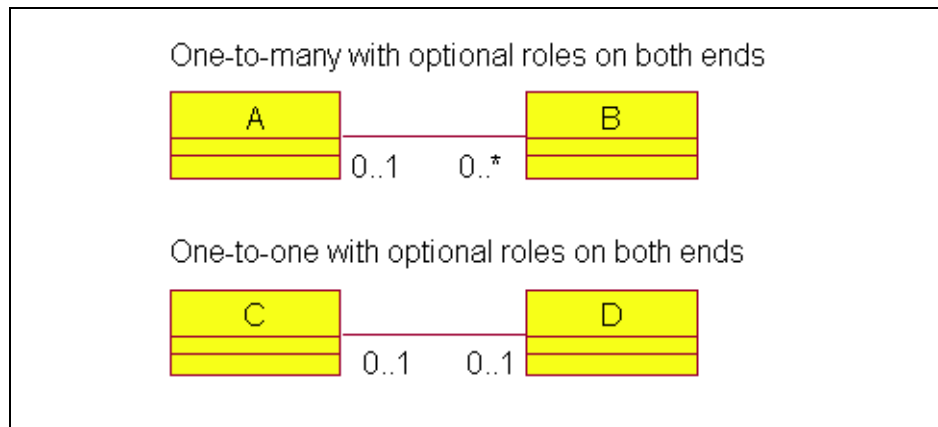 One-to-many with optional roles on both ends
A B
0..1 0..*
One-to-one with optional roles on both ends
C D
0..1 0..1